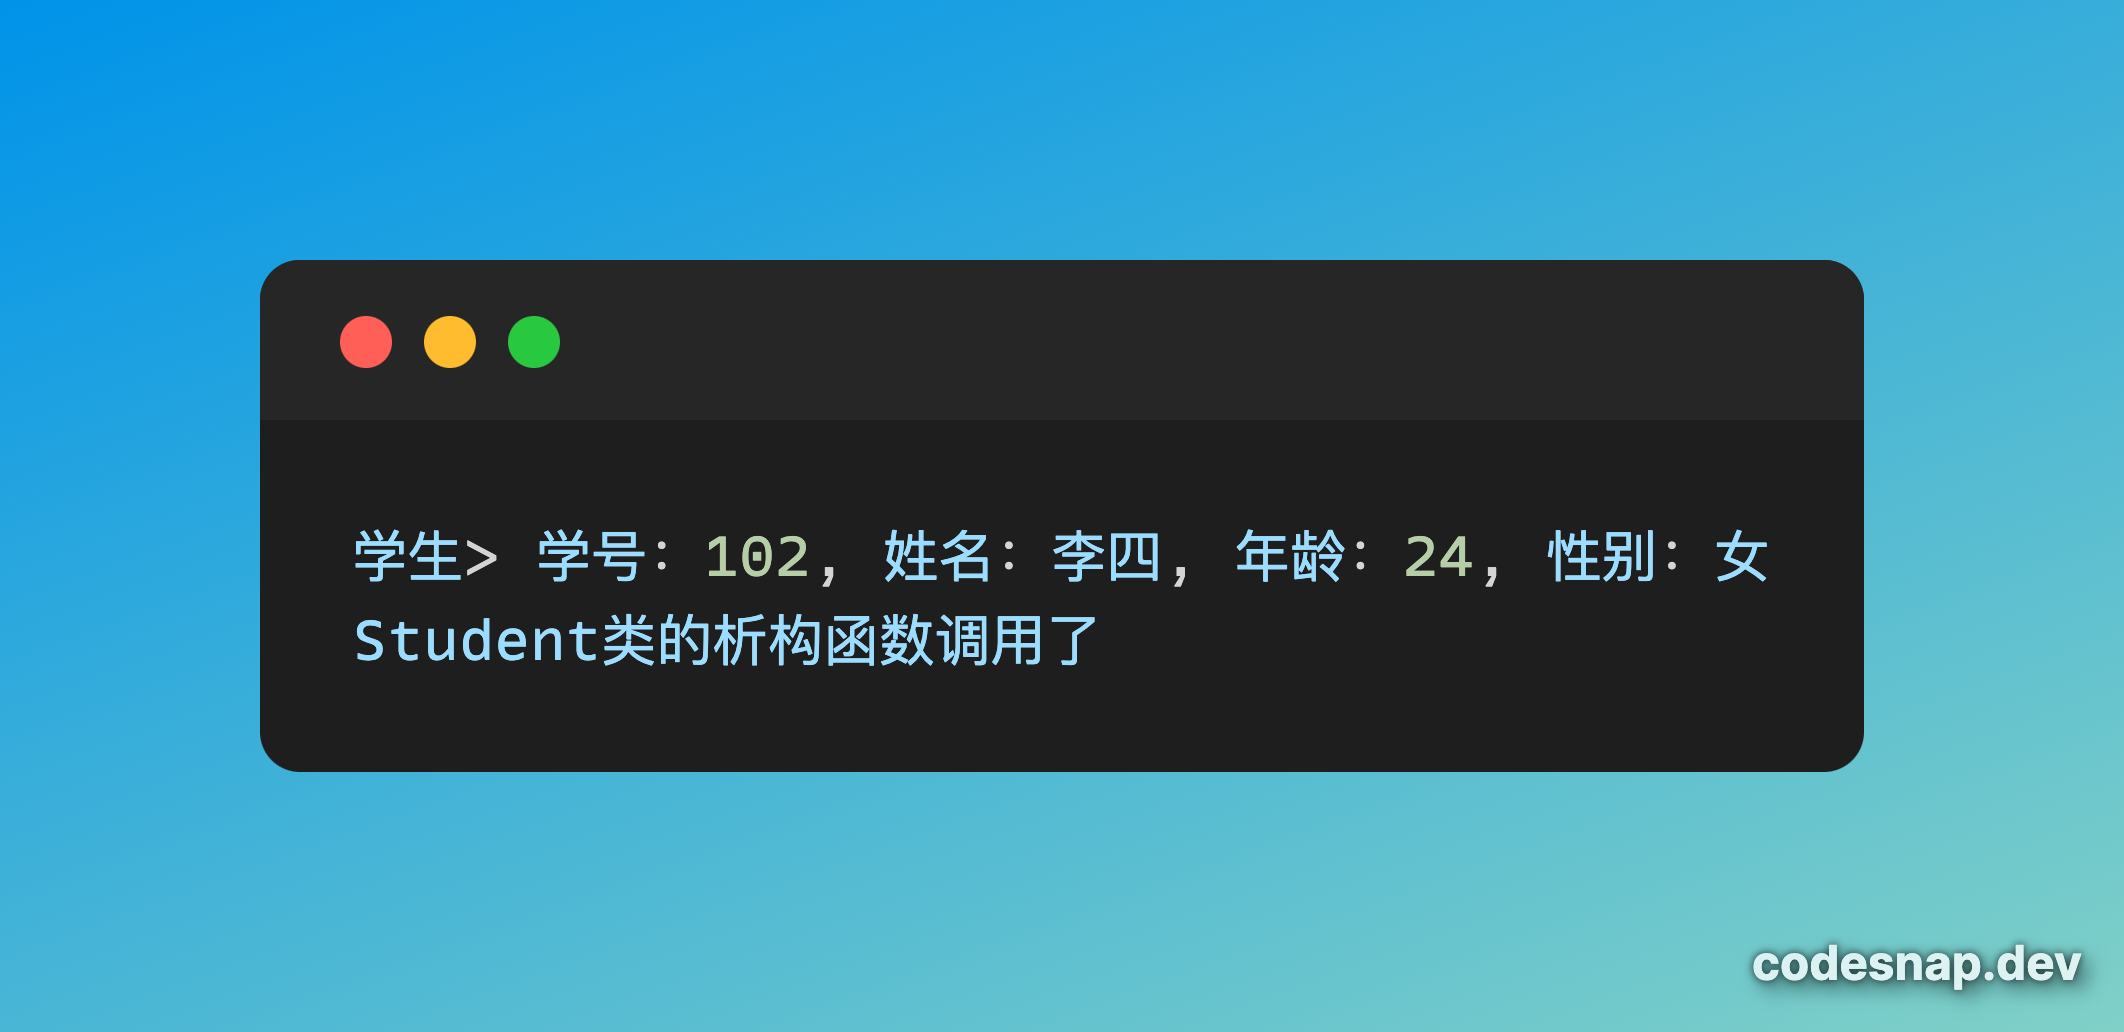 学生> 学号：102, 姓名：李四, 年龄：24, 性别：女
Student类的析构函数调用了
codesnap.dev